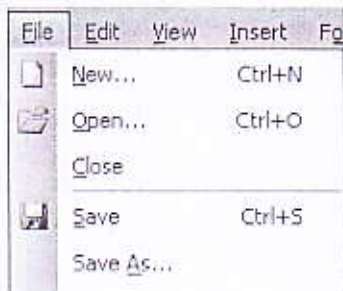 File Edit View Insert Fo
New... Ctrl+N
Open... Ctrl+O
Close
Save Ctrl+S
Save As...